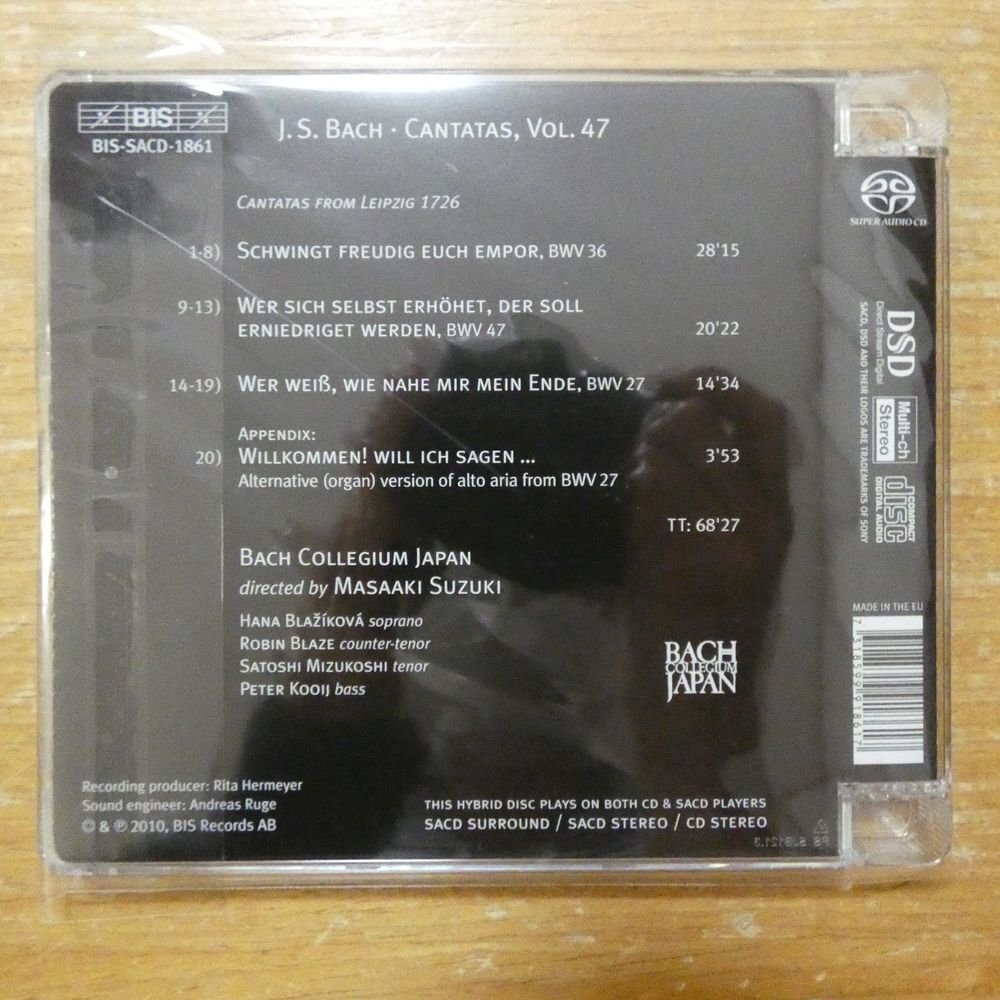 BIS
BIS-SACD-1861
J. S. BACH · CANTATAS, VOL. 47
CANTATAS FROM LEIPZIG 1726
1-8) SCHWINGT FREUDIG EUCH EMPOR, BWV 36 28'15
9-13) WER SICH SELBST ERHÖHET, DER SOLL
ERNIEDRIGET WERDEN, BWV 47 20'22
14-19) WER WEIß, WIE NAHE MIR MEIN ENDE, BWV 27 14'34
APPENDIX:
20) WILLKOMMEN! WILL ICH SAGEN ... 3'53
Alternative (organ) version of alto aria from BWV 27
TT: 68'27
BACH COLLEGIUM JAPAN
directed by MASAAKI SUZUKI
HANA BLAŽÍKOVÁ soprano
ROBIN BLAZE counter-tenor
SATOSHI MIZUKOSHI tenor
PETER KOOIJ bass
BACH
COLLEGIUM
JAPAN
Recording producer: Rita Hermeyer
Sound engineer: Andreas Ruge
© & ℗ 2010, BIS Records AB
THIS HYBRID DISC PLAYS ON BOTH CD & SACD PLAYERS
SACD SURROUND / SACD STEREO / CD STEREO
SUPER AUDIO CD
DSD
Direct Stream Digital
SACD, DSD AND THEIR LOGOS ARE TRADEMARKS OF SONY
Multi-ch
Stereo
COMPACT
disc
DIGITAL AUDIO
MADE IN THE EU
7 318599 918617